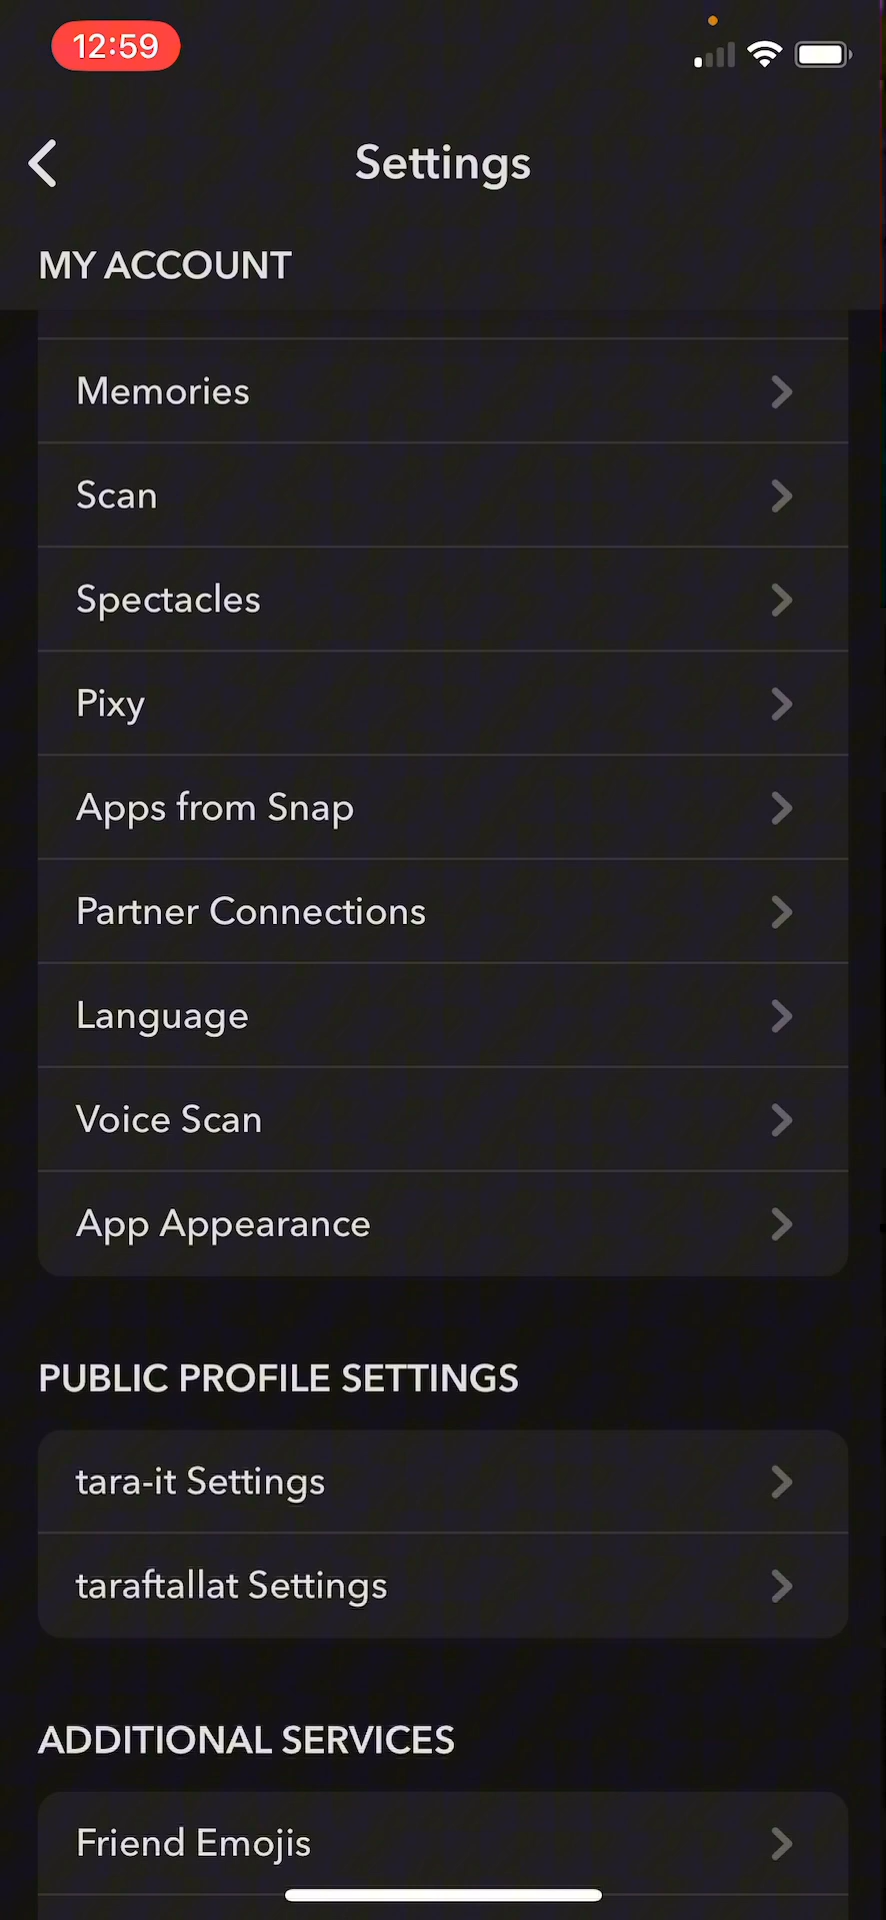 12:59
Settings
MY ACCOUNT
Memories
Scan
Spectacles
Pixy
Apps from Snap
Partner Connections
Language
Voice Scan
App Appearance
PUBLIC PROFILE SETTINGS
tara-it Settings
taraftallat Settings
ADDITIONAL SERVICES
Friend Emojis